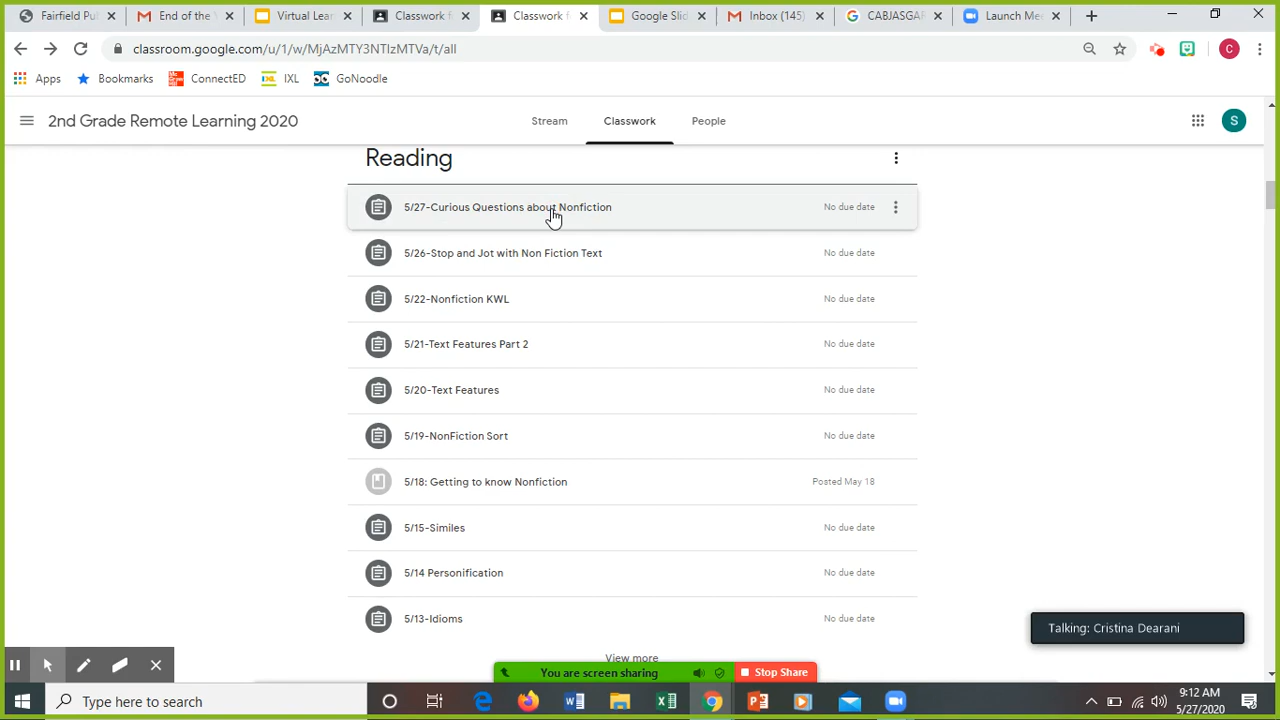 Fairfield Pu
End of the
Virtual Lear
Classwork f
Classwork f
Google Slid
Inbox (145)
CABJASGAR
Launch Mee
classroom.google.com/u/1/w/MjAzMTY3NTIzMTVa/t/all
C
Apps
Bookmarks
ConnectED
IXL
GoNoodle
2nd Grade Remote Learning 2020
Stream
Classwork
People
S
Reading
5/27-Curious Questions about Nonfiction No due date
5/26-Stop and Jot with Non Fiction Text No due date
5/22-Nonfiction KWL No due date
5/21-Text Features Part 2 No due date
5/20-Text Features No due date
5/19-NonFiction Sort No due date
5/18: Getting to know Nonfiction Posted May 18
5/15-Similes No due date
5/14 Personification No due date
5/13-Idioms No due date
View more
Talking: Cristina Dearani
You are screen sharing
Stop Share
Type here to search
9:12 AM
5/27/2020